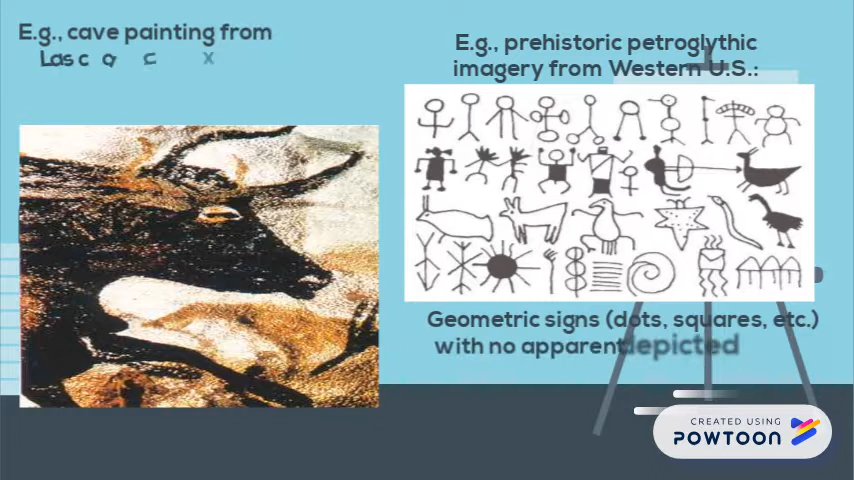 E.g., cave painting from
Lasc a c x
E.g., prehistoric petroglythic
imagery from Western U.S.:
Geometric signs (dots, squares, etc.)
with no apparent depicted
CREATED USING
POWTOON